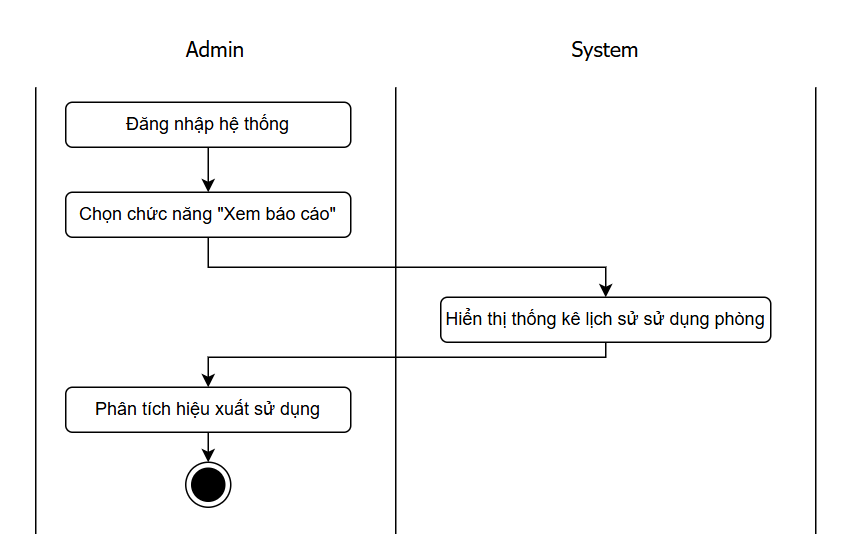 Admin
System
Đăng nhập hệ thống
Chọn chức năng "Xem báo cáo"
Hiển thị thống kê lịch sử sử dụng phòng
Phân tích hiệu xuất sử dụng